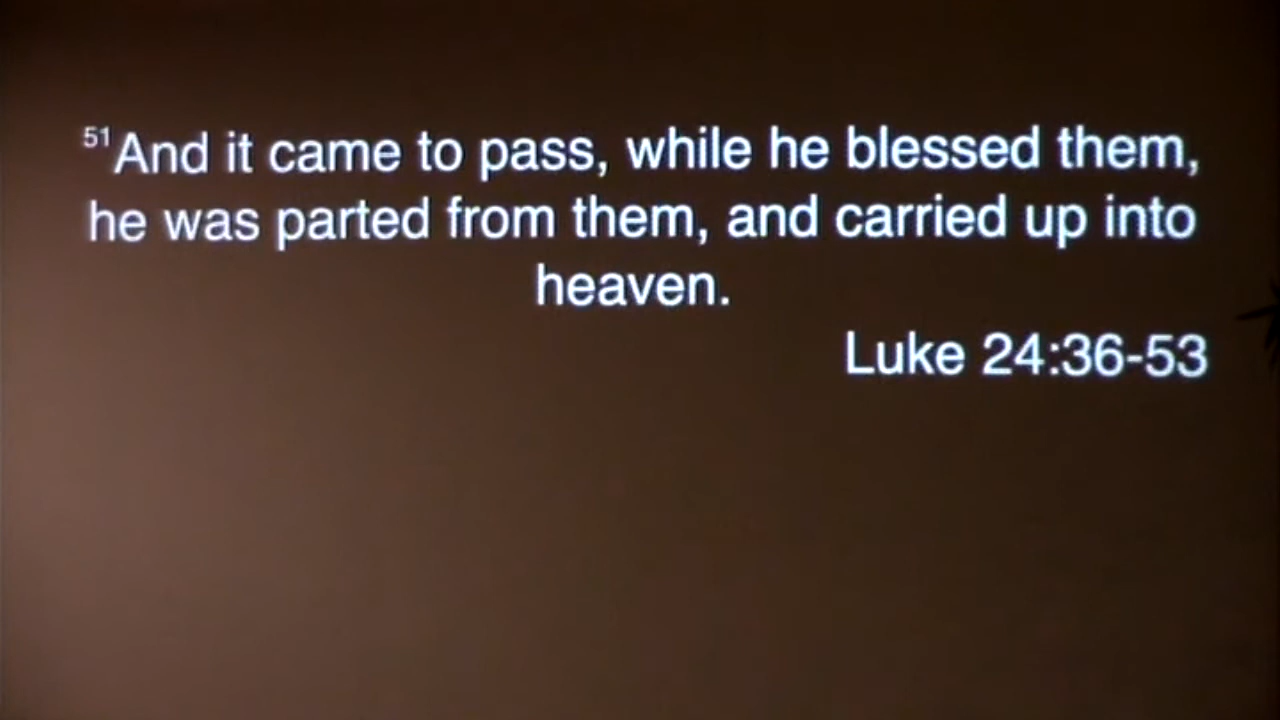 51And it came to pass, while he blessed them,
he was parted from them, and carried up into
heaven.
Luke 24:36-53